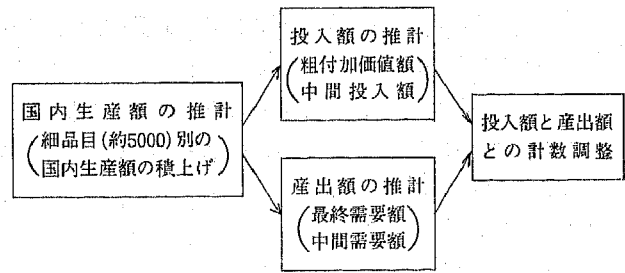 国内生産額の推計
(細品目(約5000)別の
国内生産額の積上げ)
投入額の推計
(粗付加価値額
中間投入額)
産出額の推計
(最終需要額
中間需要額)
投入額と産出額
との計数調整